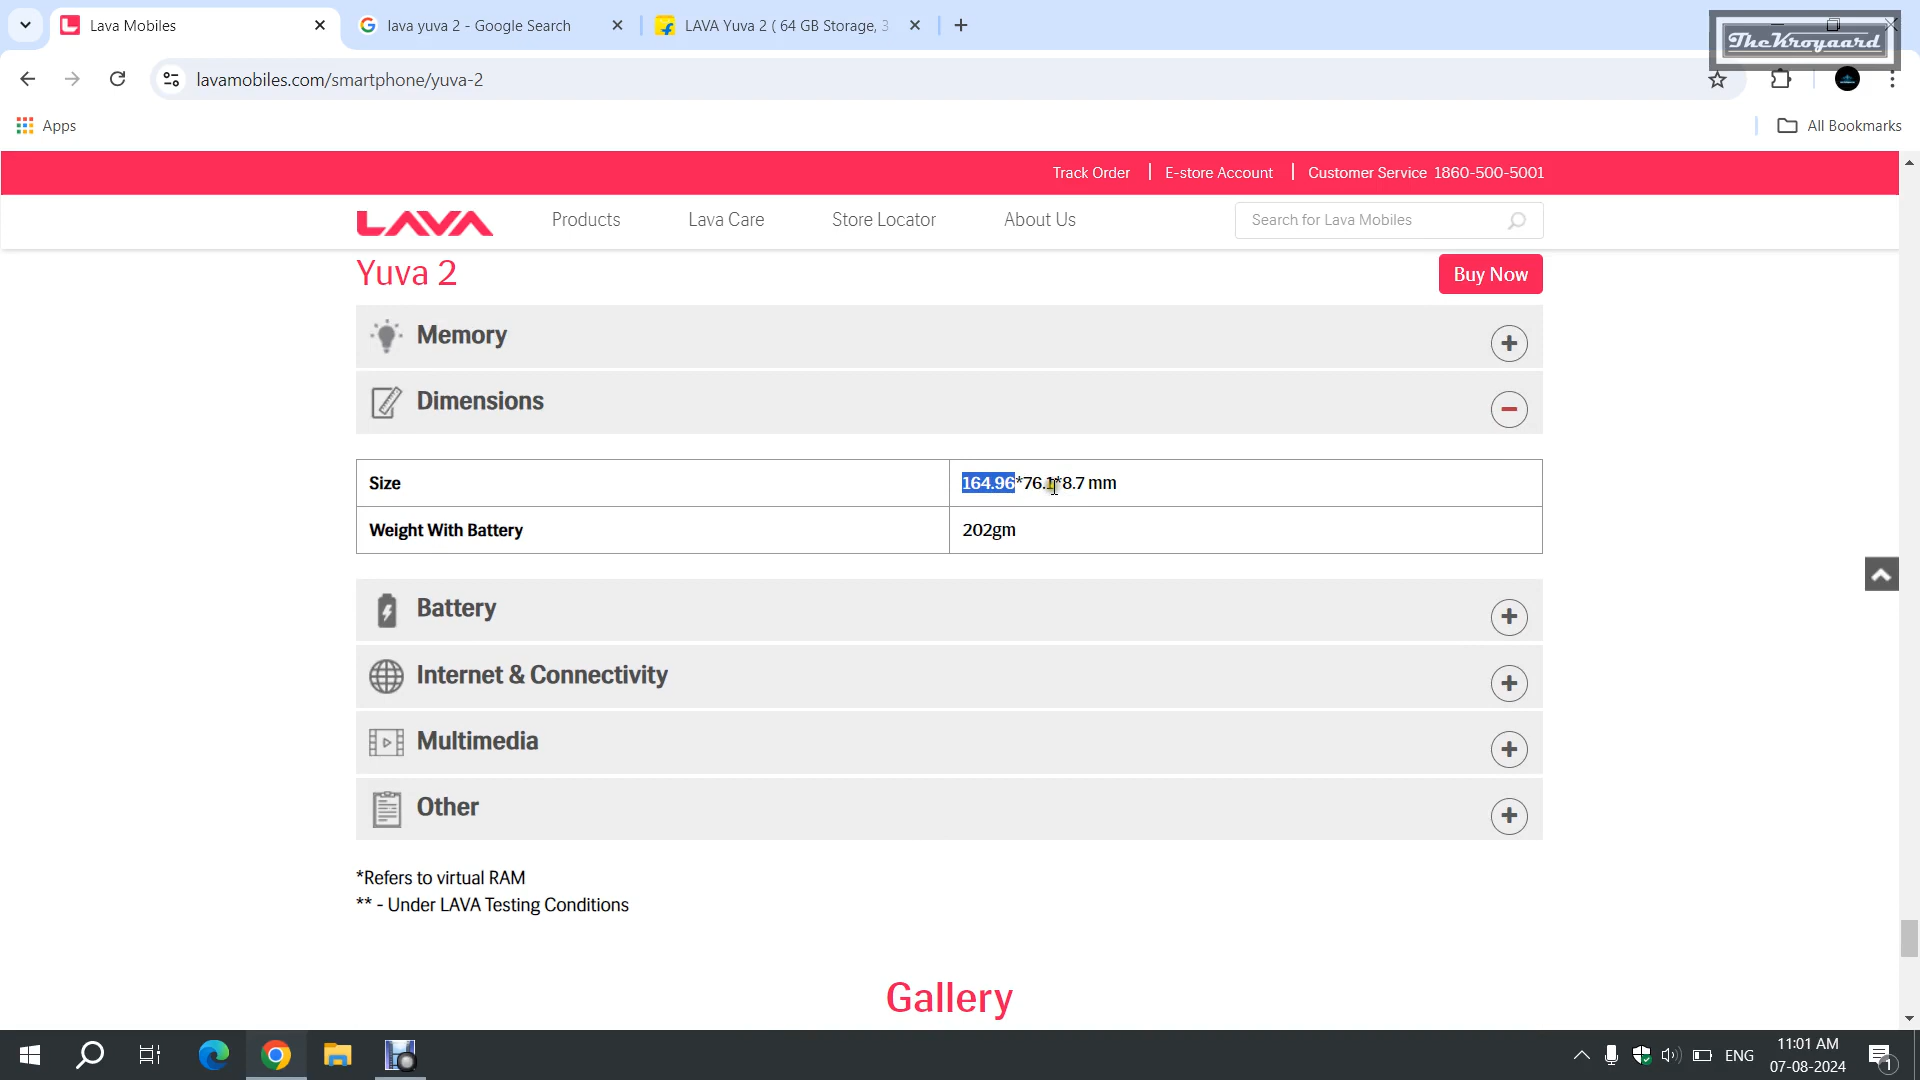 Lava Mobiles
lava yuva 2 - Google Search
LAVA Yuva 2 ( 64 GB Storage, 3
TheKroyaard
lavamobiles.com/smartphone/yuva-2
Apps
All Bookmarks
Track Order
E-store Account
Customer Service 1860-500-5001
LAVA
Products
Lava Care
Store Locator
About Us
Search for Lava Mobiles
Yuva 2
Buy Now
Memory
Dimensions
Size
164.96*76.1*8.7 mm
Weight With Battery
202gm
Battery
Internet & Connectivity
Multimedia
Other
*Refers to virtual RAM
** - Under LAVA Testing Conditions
Gallery
ENG
11:01 AM
07-08-2024
1